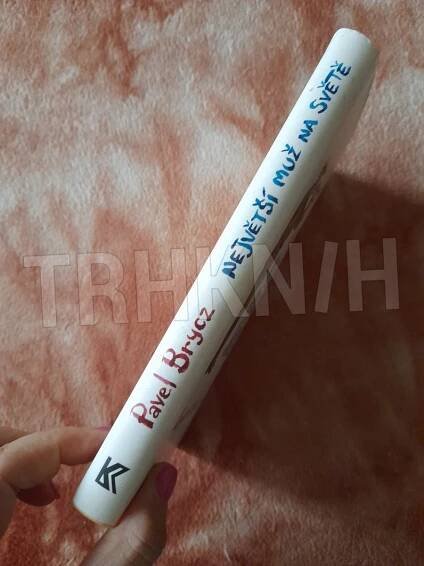 Pavel Brycz
NEJVĚTŠÍ MUŽ NA SVĚTĚ
TRHKNIH